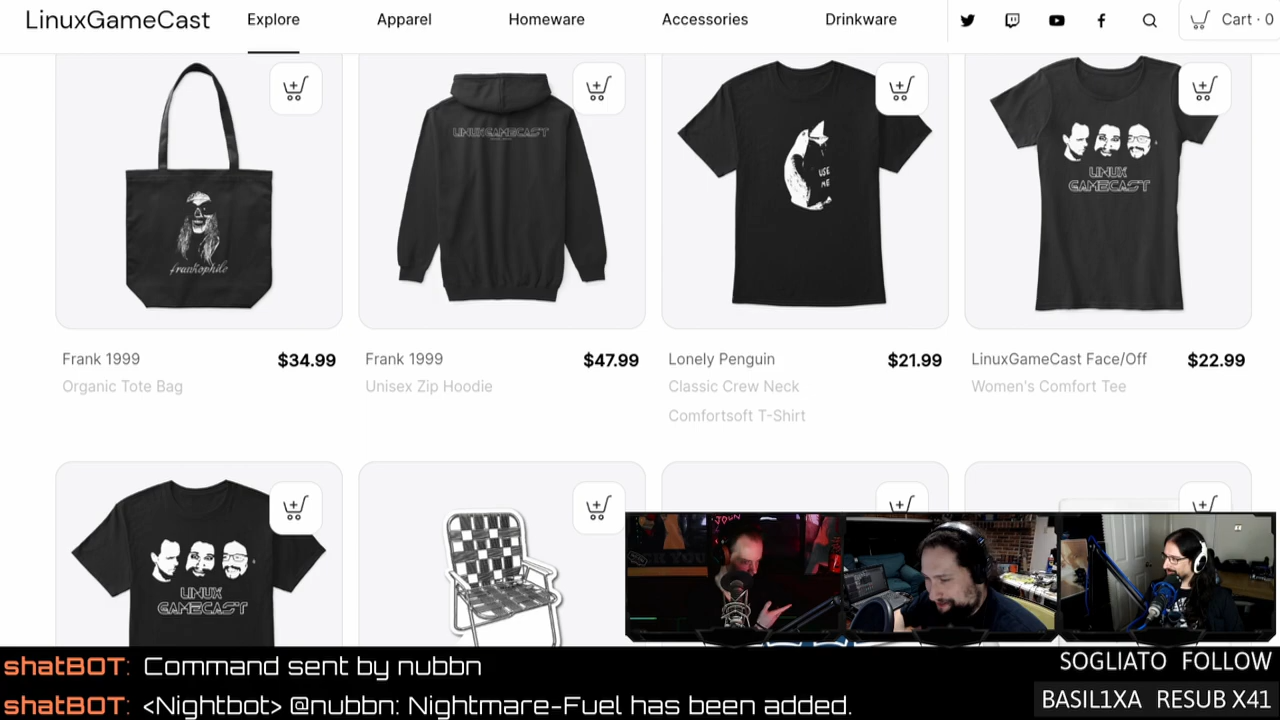 LinuxGameCast Explore Apparel Homeware Accessories Drinkware Cart · 0
frankophile
LINUXGAMECAST
USE
ME
LINUX
GAMECAST
Frank 1999 $34.99
Organic Tote Bag
Frank 1999 $47.99
Unisex Zip Hoodie
Lonely Penguin $21.99
Classic Crew Neck
Comfortsoft T-Shirt
LinuxGameCast Face/Off $22.99
Women's Comfort Tee
LINUX
GAMECAST
shatBOT: Command sent by nubbn
shatBOT: <Nightbot> @nubbn: Nightmare-Fuel has been added.
SOGLIATO FOLLOW
BASIL1XA RESUB X41